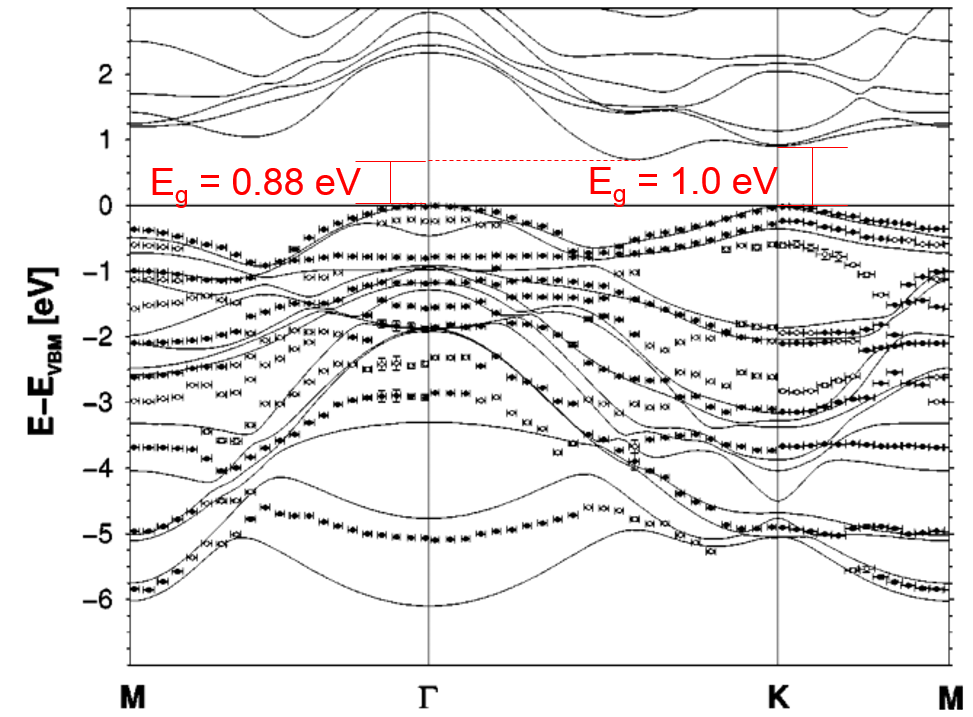 2
1
E_g = 0.88 eV
E_g = 1.0 eV
0
−1
−2
−3
−4
−5
−6
E−E_VBM [eV]
M Γ K M